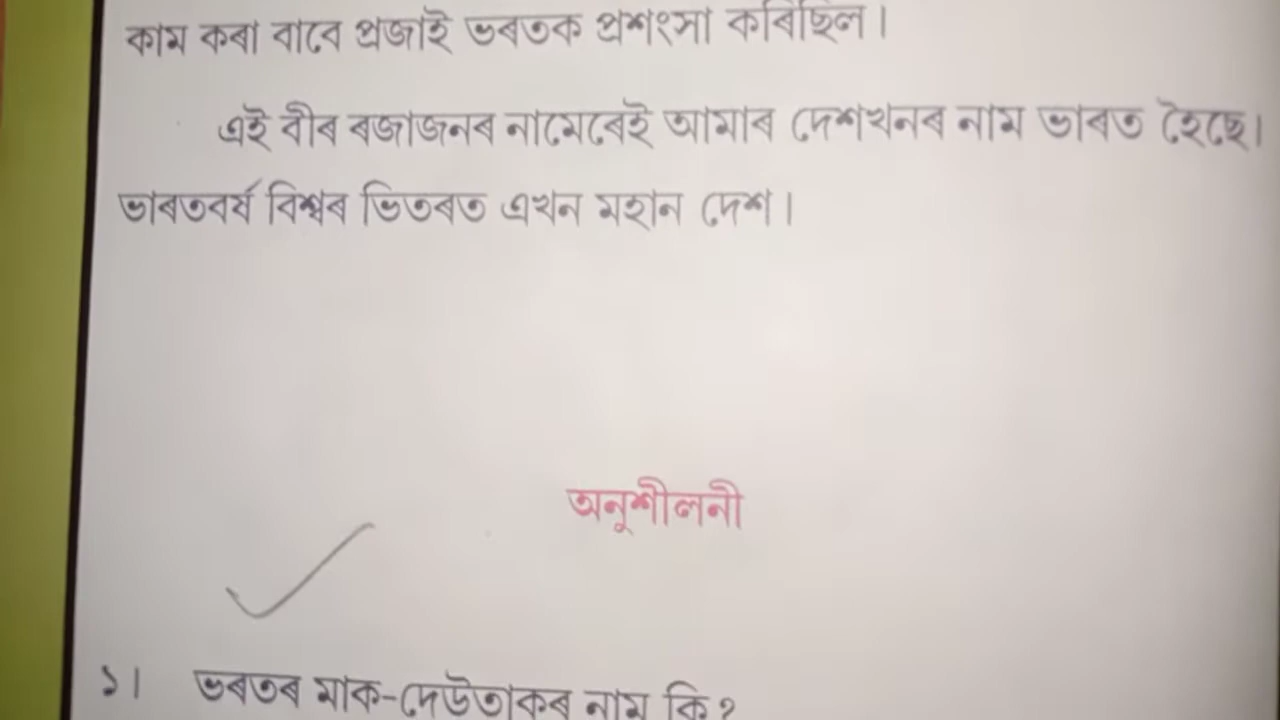 কাম কৰা বাবে প্ৰজাই ভৰতক প্ৰশংসা কৰিছিল।
এই বীৰ ৰজাজনৰ নামেৰেই আমাৰ দেশখনৰ নাম ভাৰত হৈছে।
ভাৰতবৰ্ষ বিশ্বৰ ভিতৰত এখন মহান দেশ।
অনুশীলনী
১। ভৰতৰ মাক-দেউতাকৰ নাম কি?